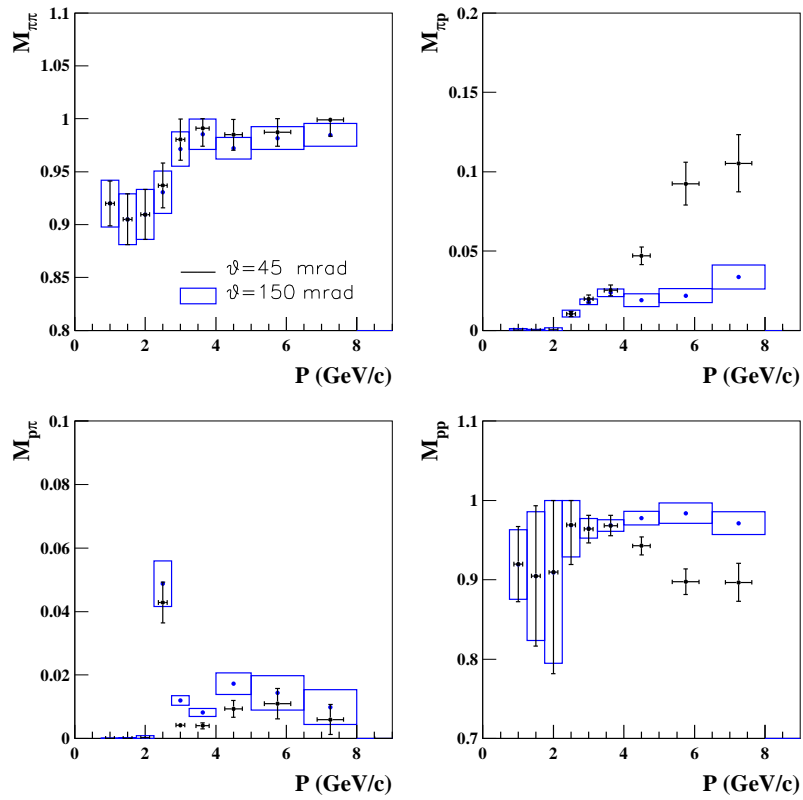 M_ππ
1.1
1.05
1
0.95
0.9
0.85
0.8
ϑ=45 mrad
ϑ=150 mrad
0 2 4 6 8
P (GeV/c)
M_πp
0.2
0.15
0.1
0.05
0
0 2 4 6 8
P (GeV/c)
M_pπ
0.1
0.08
0.06
0.04
0.02
0
0 2 4 6 8
P (GeV/c)
M_pp
1.1
1
0.9
0.8
0.7
0 2 4 6 8
P (GeV/c)